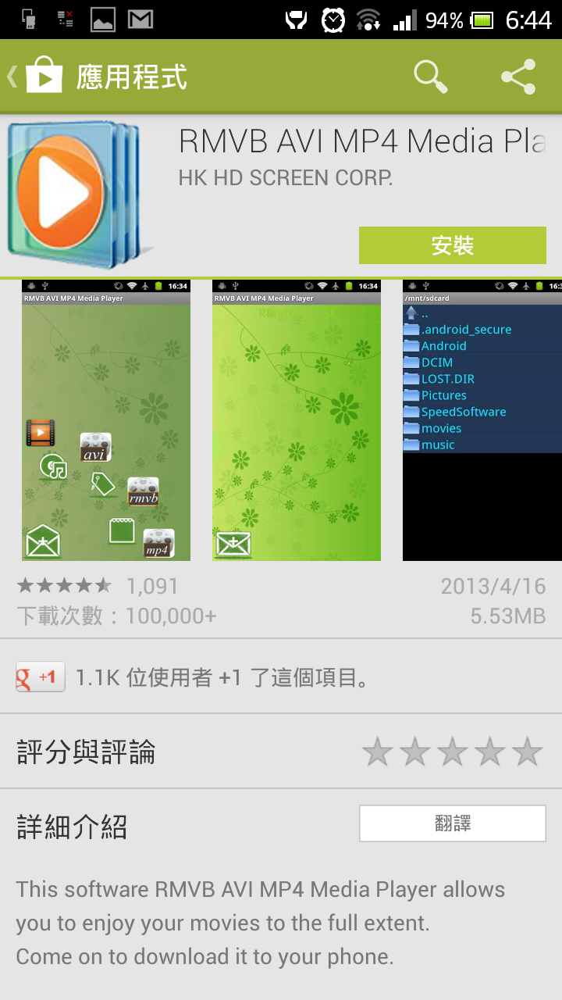 94% 6:44
應用程式
RMVB AVI MP4 Media Pla
HK HD SCREEN CORP.
安裝
16:34
RMVB AVI MP4 Media Player
avi
rmvb
mp4
16:34
RMVB AVI MP4 Media Player
16:3
/mnt/sdcard
..
.android_secure
Android
DCIM
LOST.DIR
Pictures
SpeedSoftware
movies
music
1,091 2013/4/16
下載次數：100,000+ 5.53MB
g +1 1.1K 位使用者 +1 了這個項目。
評分與評論
詳細介紹 翻譯
This software RMVB AVI MP4 Media Player allows
you to enjoy your movies to the full extent.
Come on to download it to your phone.